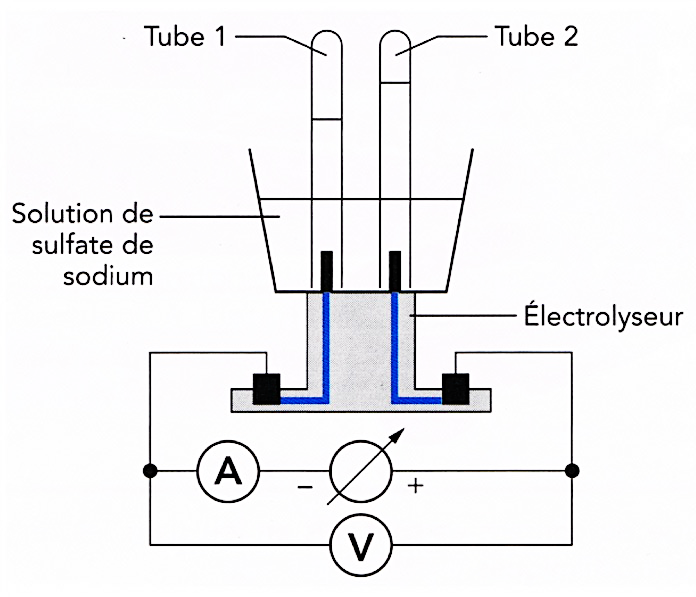 Tube 1
Tube 2
Solution de
sulfate de
sodium
Électrolyseur
A
–
+
V